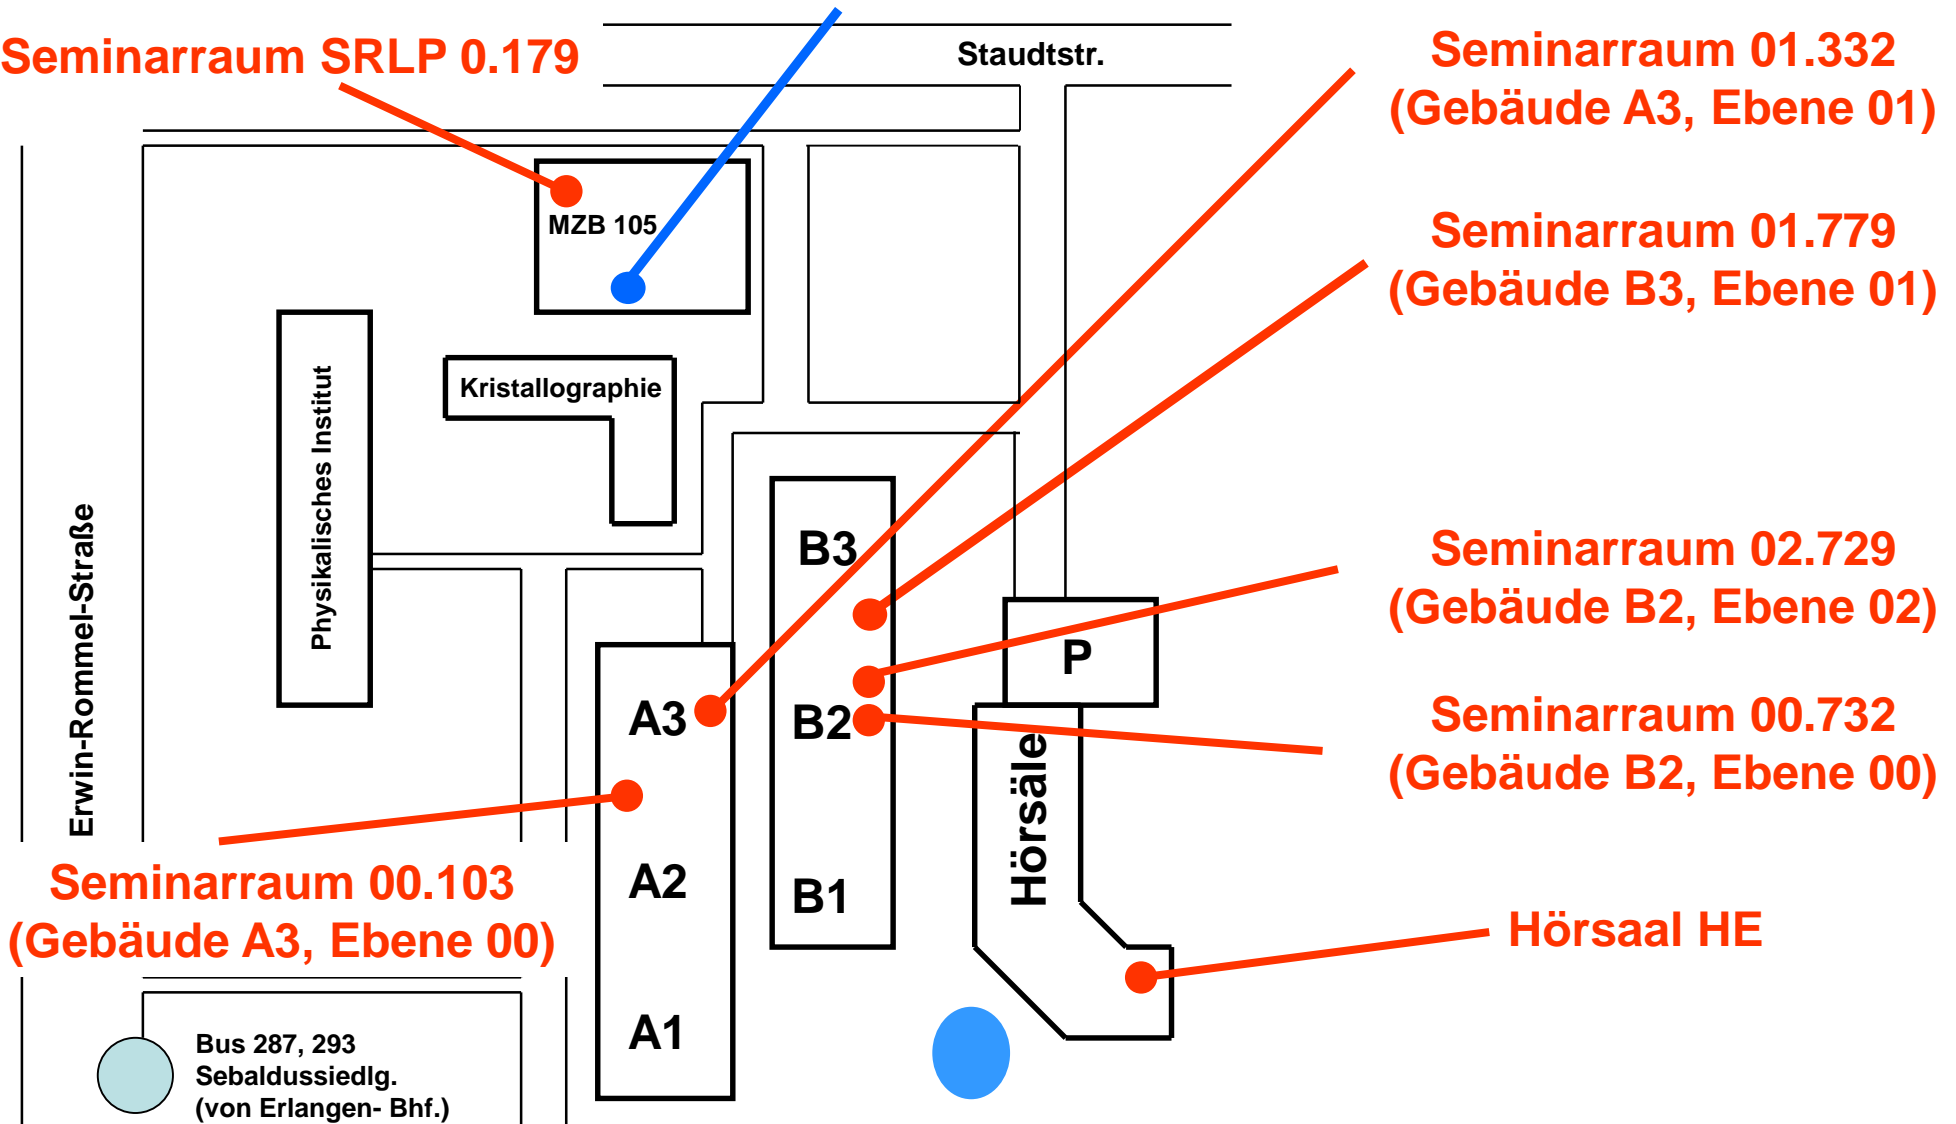 Seminarraum SRLP 0.179
Staudtstr.
Seminarraum 01.332
(Gebäude A3, Ebene 01)
MZB 105
Seminarraum 01.779
(Gebäude B3, Ebene 01)
Kristallographie
Physikalisches Institut
Erwin-Rommel-Straße
B3
Seminarraum 02.729
(Gebäude B2, Ebene 02)
P
A3
B2
Seminarraum 00.732
(Gebäude B2, Ebene 00)
Hörsäle
Seminarraum 00.103
(Gebäude A3, Ebene 00)
A2
B1
Hörsaal HE
A1
Bus 287, 293
Sebaldussiedlg.
(von Erlangen- Bhf.)